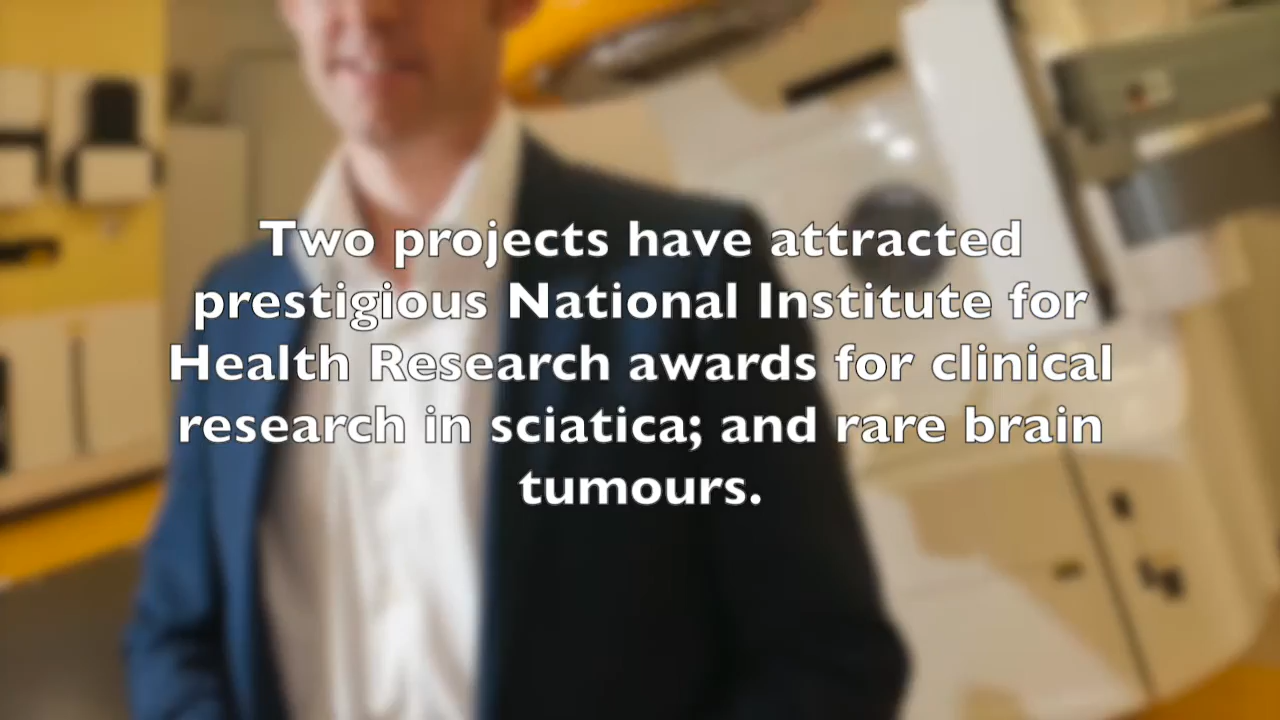 Two projects have attracted
prestigious National Institute for
Health Research awards for clinical
research in sciatica; and rare brain
tumours.